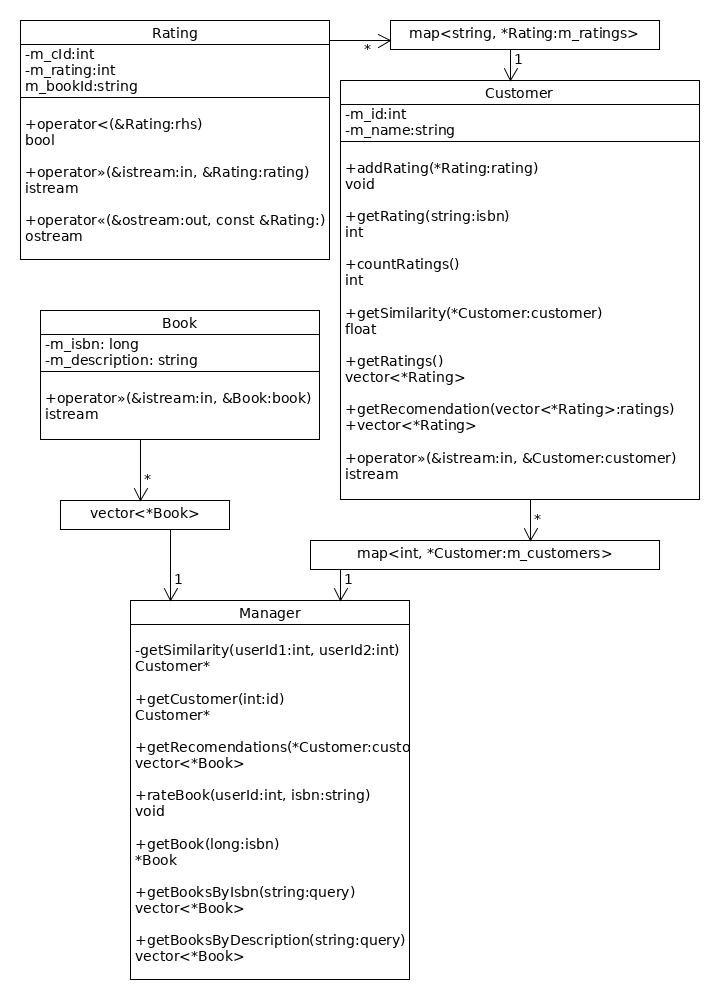 Rating
-m_cId:int
-m_rating:int
m_bookId:string
+operator<(&Rating:rhs)
bool
+operator»(&istream:in, &Rating:rating)
istream
+operator«(&ostream:out, const &Rating:)
ostream
*
map<string, *Rating:m_ratings>
1
Customer
-m_id:int
-m_name:string
+addRating(*Rating:rating)
void
+getRating(string:isbn)
int
+countRatings()
int
+getSimilarity(*Customer:customer)
float
+getRatings()
vector<*Rating>
+getRecomendation(vector<*Rating>:ratings)
+vector<*Rating>
+operator»(&istream:in, &Customer:customer)
istream
Book
-m_isbn: long
-m_description: string
+operator»(&istream:in, &Book:book)
istream
*
vector<*Book>
1
*
map<int, *Customer:m_customers>
1
Manager
-getSimilarity(userId1:int, userId2:int)
Customer*
+getCustomer(int:id)
Customer*
+getRecomendations(*Customer:custo
vector<*Book>
+rateBook(userId:int, isbn:string)
void
+getBook(long:isbn)
*Book
+getBooksByIsbn(string:query)
vector<*Book>
+getBooksByDescription(string:query)
vector<*Book>